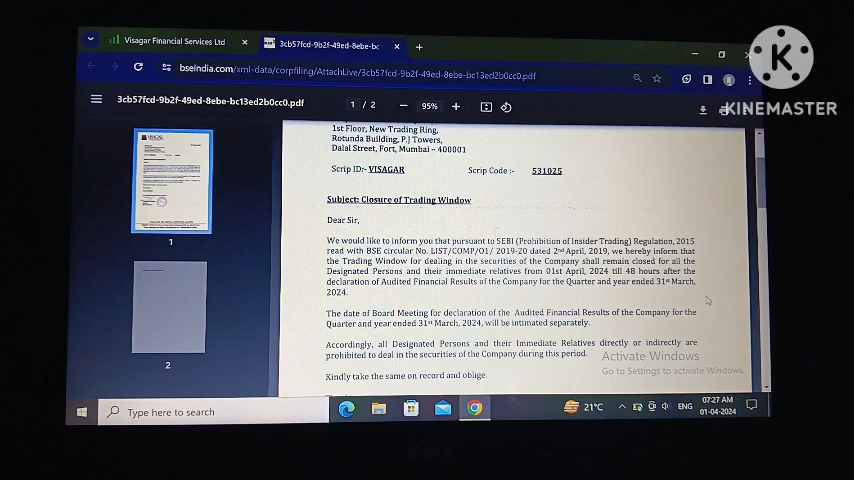 Visagar Financial Services Ltd
3cb57fcd-9b2f-49ed-8ebe-bc
bseindia.com/xml-data/corpfiling/AttachLive/3cb57fcd-9b2f-49ed-8ebe-bc13ed2b0cc0.pdf
KINEMASTER
3cb57fcd-9b2f-49ed-8ebe-bc13ed2b0cc0.pdf
1 / 2
95%
1st Floor, New Trading Ring,
Rotunda Building, P.J Towers,
Dalal Street, Fort, Mumbai – 400001
Scrip ID:- VISAGAR Scrip Code :- 531025
Subject: Closure of Trading Window
Dear Sir,
We would like to inform you that pursuant to SEBI (Prohibition of Insider Trading) Regulation, 2015
read with BSE circular No. LIST/COMP/O1/ 2019-20 dated 2nd April, 2019, we hereby inform that
the Trading Window for dealing in the securities of the Company shall remain closed for all the
Designated Persons and their immediate relatives from 01st April, 2024 till 48 hours after the
declaration of Audited Financial Results of the Company for the Quarter and year ended 31st March,
2024.
The date of Board Meeting for declaration of the Audited Financial Results of the Company for the
Quarter and year ended 31st March, 2024, will be intimated separately.
Accordingly, all Designated Persons and their Immediate Relatives directly or indirectly are
prohibited to deal in the securities of the Company during this period.
Kindly take the same on record and oblige.
Activate Windows
Go to Settings to activate Windows.
1
2
Type here to search
21°C
ENG
07:27 AM
01-04-2024